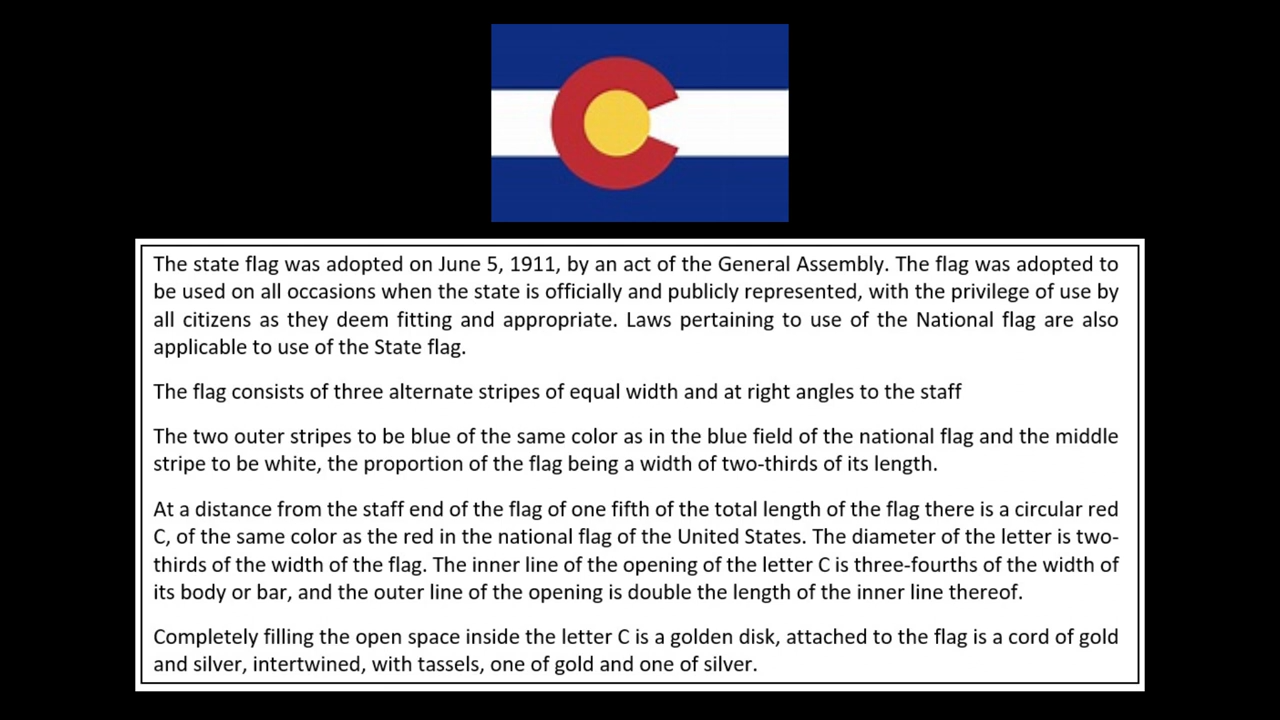 The state flag was adopted on June 5, 1911, by an act of the General Assembly. The flag was adopted to
be used on all occasions when the state is officially and publicly represented, with the privilege of use by
all citizens as they deem fitting and appropriate. Laws pertaining to use of the National flag are also
applicable to use of the State flag.
The flag consists of three alternate stripes of equal width and at right angles to the staff
The two outer stripes to be blue of the same color as in the blue field of the national flag and the middle
stripe to be white, the proportion of the flag being a width of two-thirds of its length.
At a distance from the staff end of the flag of one fifth of the total length of the flag there is a circular red
C, of the same color as the red in the national flag of the United States. The diameter of the letter is two-
thirds of the width of the flag. The inner line of the opening of the letter C is three-fourths of the width of
its body or bar, and the outer line of the opening is double the length of the inner line thereof.
Completely filling the open space inside the letter C is a golden disk, attached to the flag is a cord of gold
and silver, intertwined, with tassels, one of gold and one of silver.